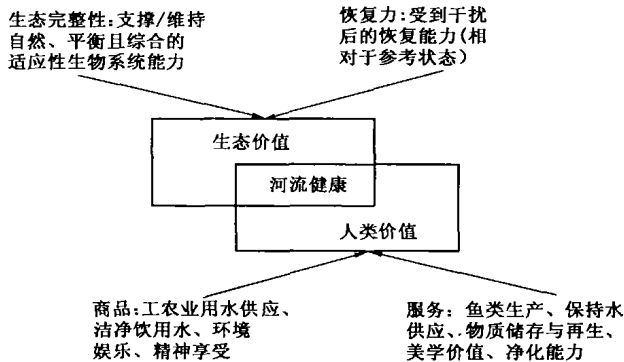 生态完整性:支撑/维持
自然、平衡且综合的
适应性生物系统能力
恢复力:受到干扰
后的恢复能力(相
对于参考状态)
生态价值
河流健康
人类价值
商品:工农业用水供应、
洁净饮用水、环境
娱乐、精神享受
服务: 鱼类生产、保持水
供应、.物质储存与再生、
美学价值、净化能力